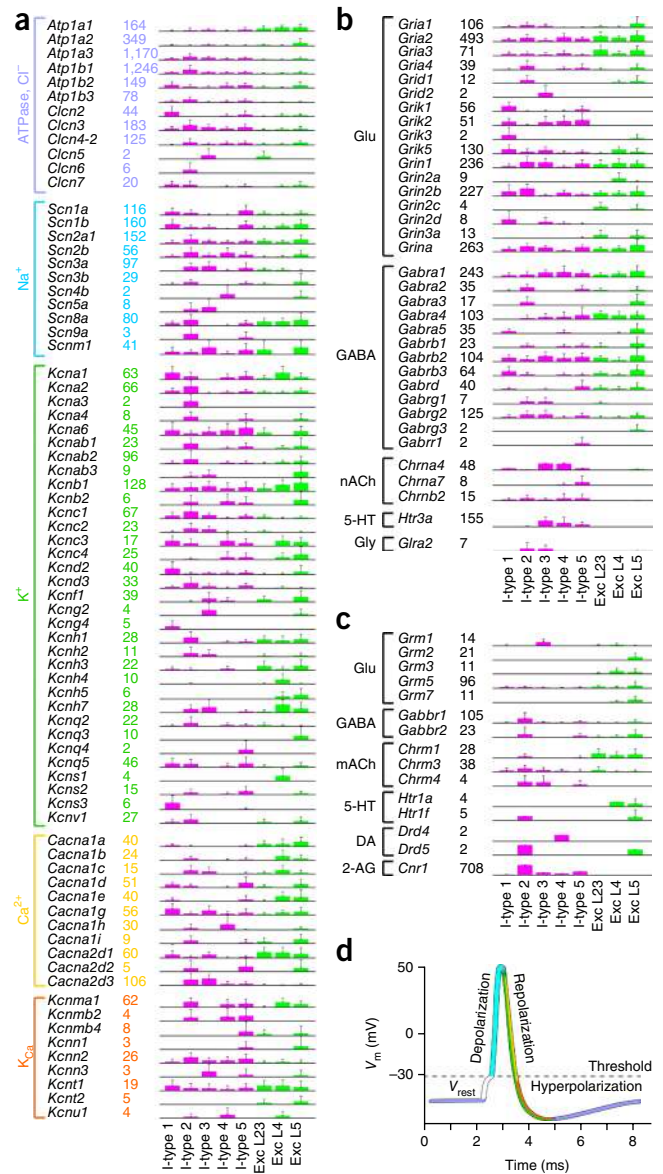 a
ATPase, Cl⁻
Atp1a1 164
Atp1a2 349
Atp1a3 1,170
Atp1b1 1,246
Atp1b2 149
Atp1b3 78
Clcn2 44
Clcn3 183
Clcn4-2 125
Clcn5 2
Clcn6 6
Clcn7 20
Na⁺
Scn1a 116
Scn1b 160
Scn2a1 152
Scn2b 56
Scn3a 97
Scn3b 29
Scn4b 2
Scn5a 8
Scn8a 80
Scn9a 3
Scnm1 41
K⁺
Kcna1 63
Kcna2 66
Kcna3 2
Kcna4 8
Kcna6 45
Kcnab1 23
Kcnab2 96
Kcnab3 9
Kcnb1 128
Kcnb2 6
Kcnc1 67
Kcnc2 23
Kcnc3 17
Kcnc4 25
Kcnd2 40
Kcnd3 33
Kcnf1 39
Kcng2 4
Kcng4 5
Kcnh1 28
Kcnh2 11
Kcnh3 22
Kcnh4 10
Kcnh5 6
Kcnh7 28
Kcnq2 22
Kcnq3 10
Kcnq4 2
Kcnq5 46
Kcns1 4
Kcns2 15
Kcns3 6
Kcnv1 27
Ca²⁺
Cacna1a 40
Cacna1b 24
Cacna1c 15
Cacna1d 51
Cacna1e 40
Cacna1g 56
Cacna1h 30
Cacna1i 9
Cacna2d1 60
Cacna2d2 5
Cacna2d3 106
K_Ca
Kcnma1 62
Kcnmb2 4
Kcnmb4 8
Kcnn1 3
Kcnn2 26
Kcnn3 3
Kcnt1 19
Kcnt2 5
Kcnu1 4
I-type 1
I-type 2
I-type 3
I-type 4
I-type 5
Exc L23
Exc L4
Exc L5
b
Glu
Gria1 106
Gria2 493
Gria3 71
Gria4 39
Grid1 12
Grid2 2
Grik1 56
Grik2 51
Grik3 2
Grik5 130
Grin1 236
Grin2a 9
Grin2b 227
Grin2c 4
Grin2d 8
Grin3a 13
Grina 263
GABA
Gabra1 243
Gabra2 35
Gabra3 17
Gabra4 103
Gabra5 35
Gabrb1 23
Gabrb2 104
Gabrb3 64
Gabrd 40
Gabrg1 7
Gabrg2 125
Gabrg3 2
Gabrr1 2
nACh
Chrna4 48
Chrna7 8
Chrnb2 15
5-HT
Htr3a 155
Gly
Glra2 7
I-type 1
I-type 2
I-type 3
I-type 4
I-type 5
Exc L23
Exc L4
Exc L5
c
Glu
Grm1 14
Grm2 21
Grm3 11
Grm5 96
Grm7 11
GABA
Gabbr1 105
Gabbr2 23
mACh
Chrm1 28
Chrm3 38
Chrm4 4
5-HT
Htr1a 4
Htr1f 5
DA
Drd4 2
Drd5 2
2-AG
Cnr1 708
I-type 1
I-type 2
I-type 3
I-type 4
I-type 5
Exc L23
Exc L4
Exc L5
d
V_m (mV)
50
0
–30
Depolarization
Repolarization
Threshold
V_rest
Hyperpolarization
0 2 4 6 8
Time (ms)